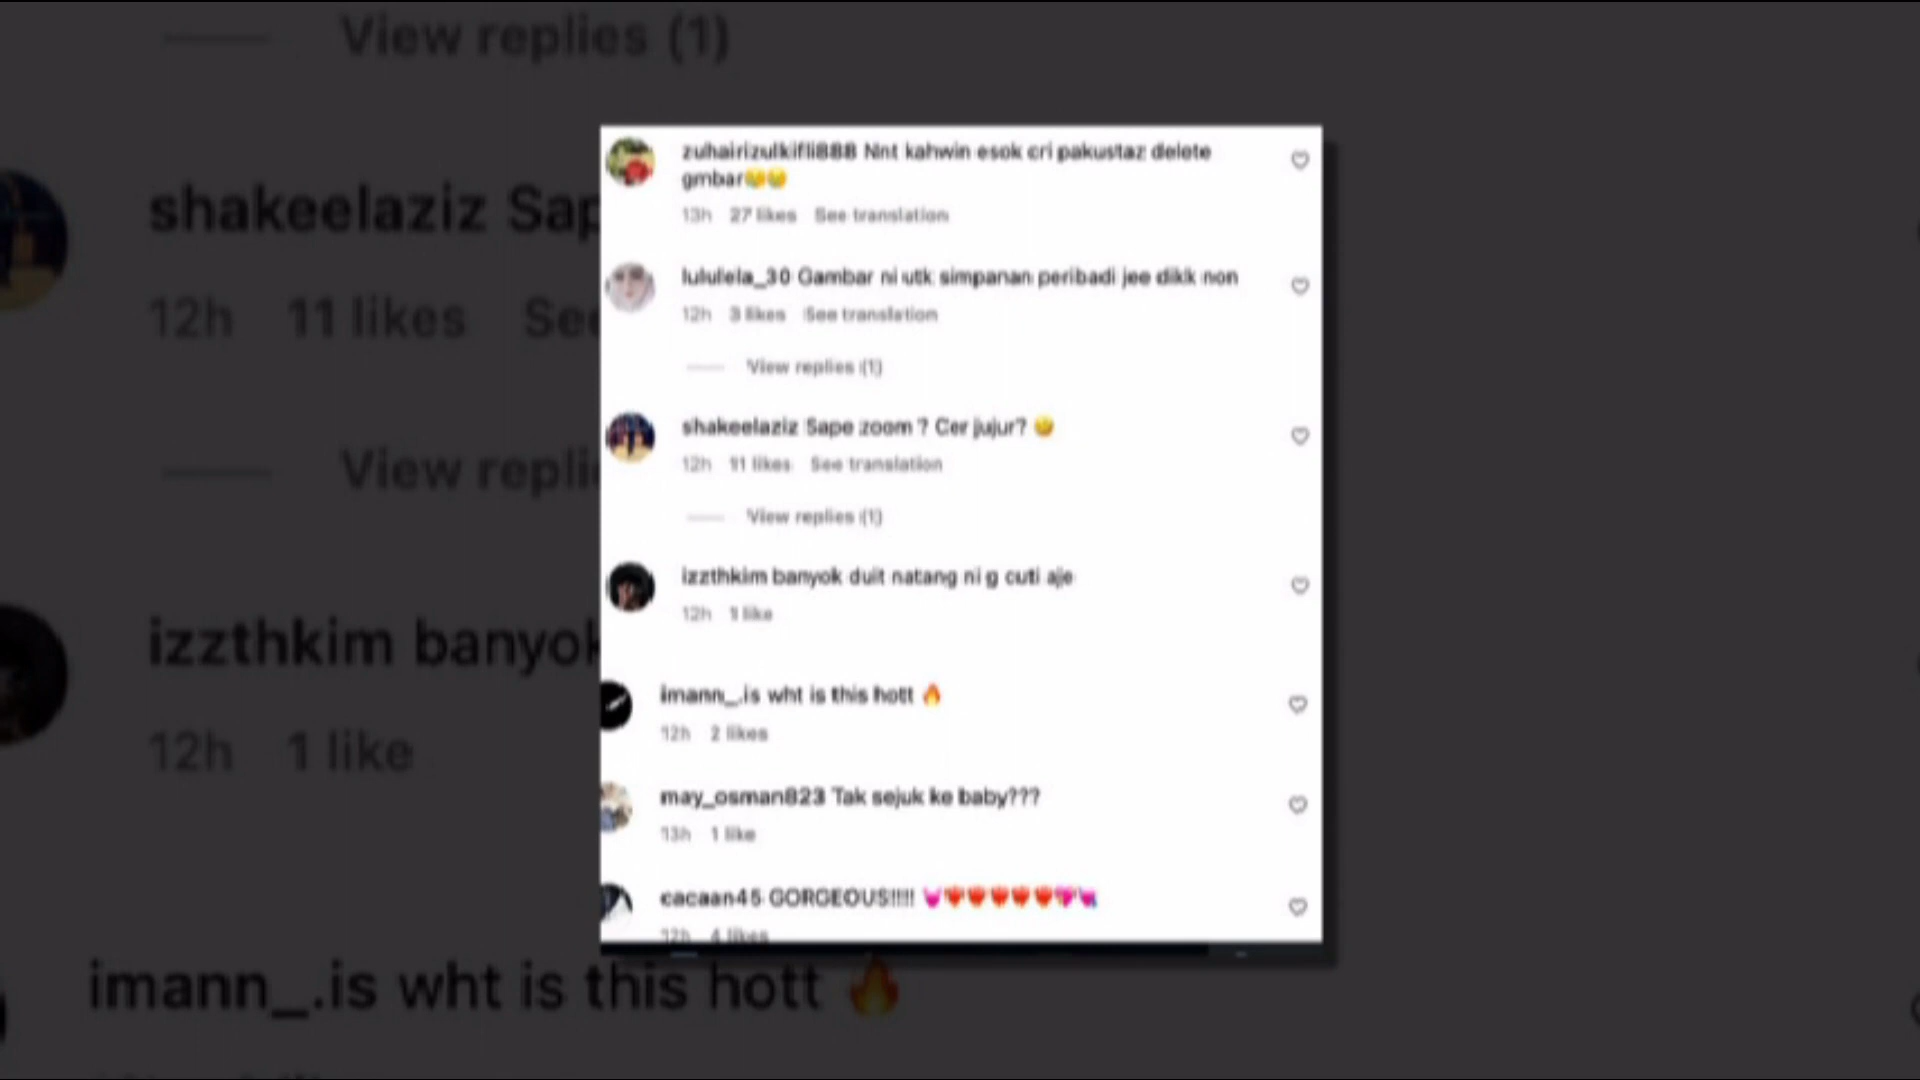 View replies (1)
zuhairizulkifli888 Nnt kahwin esok cri pakustaz delete
gmbar😂😂
13h 27 likes See translation
lululela_30 Gambar ni utk simpanan peribadi jee dikk non
12h 3 likes See translation
View replies (1)
shakeelaziz Sape zoom ? Cer jujur? 🤣
12h 11 likes See translation
View replies (1)
izzthkim banyok duit natang ni g cuti aje
12h 1 like
imann_.is wht is this hott 🔥
12h 2 likes
may_osman823 Tak sejuk ke baby???
13h 1 like
cacaan45 GORGEOUS!!!!!
12h 4 likes
shakeelaziz Sap
12h 11 likes See
View replie
izzthkim banyok
12h 1 like
imann_.is wht is this hott 🔥